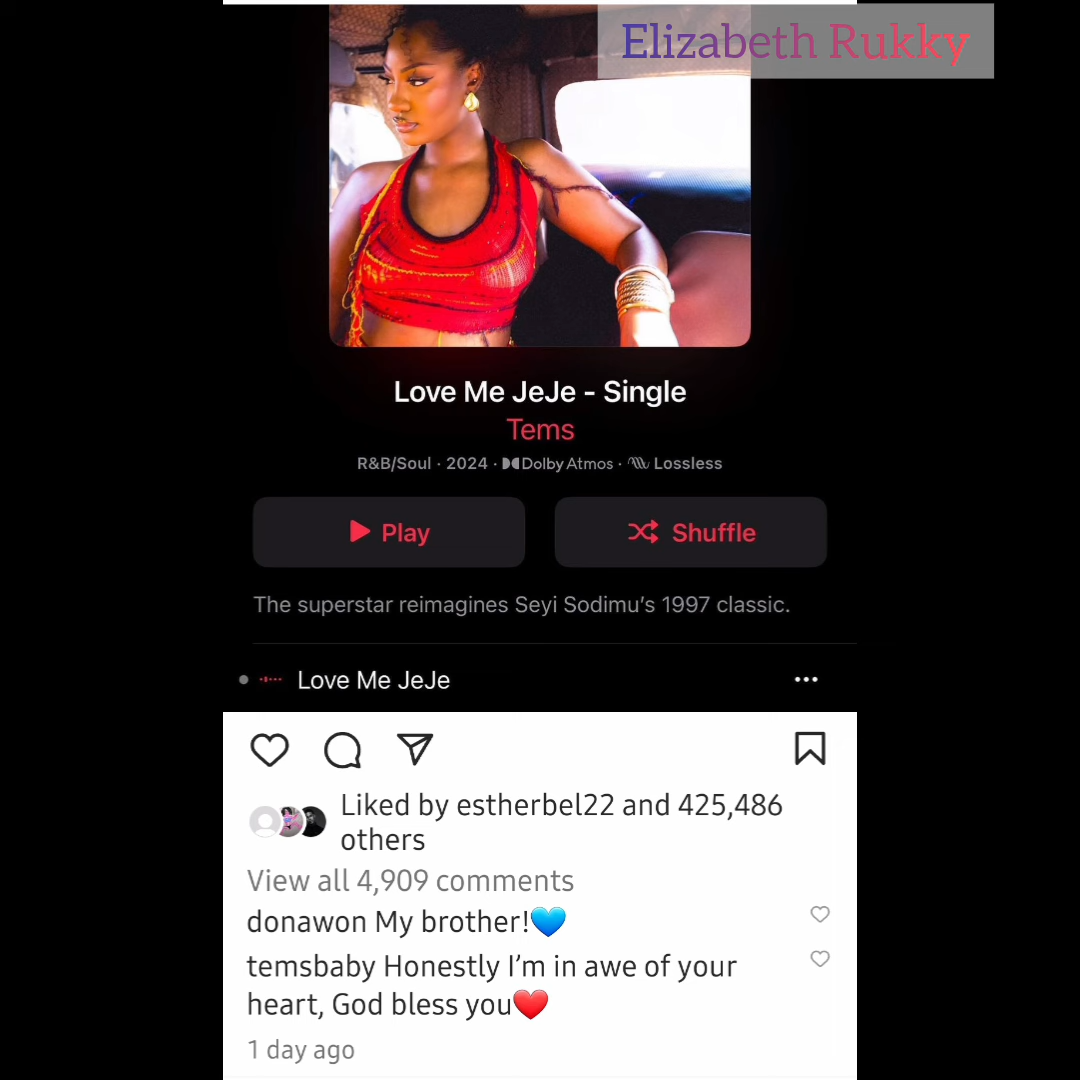 Elizabeth Rukky
Love Me JeJe - Single
Tems
R&B/Soul · 2024 · Dolby Atmos · Lossless
Play
Shuffle
The superstar reimagines Seyi Sodimu’s 1997 classic.
Love Me JeJe
Liked by estherbel22 and 425,486
others
View all 4,909 comments
donawon My brother!💙
temsbaby Honestly I’m in awe of your
heart, God bless you❤️
1 day ago